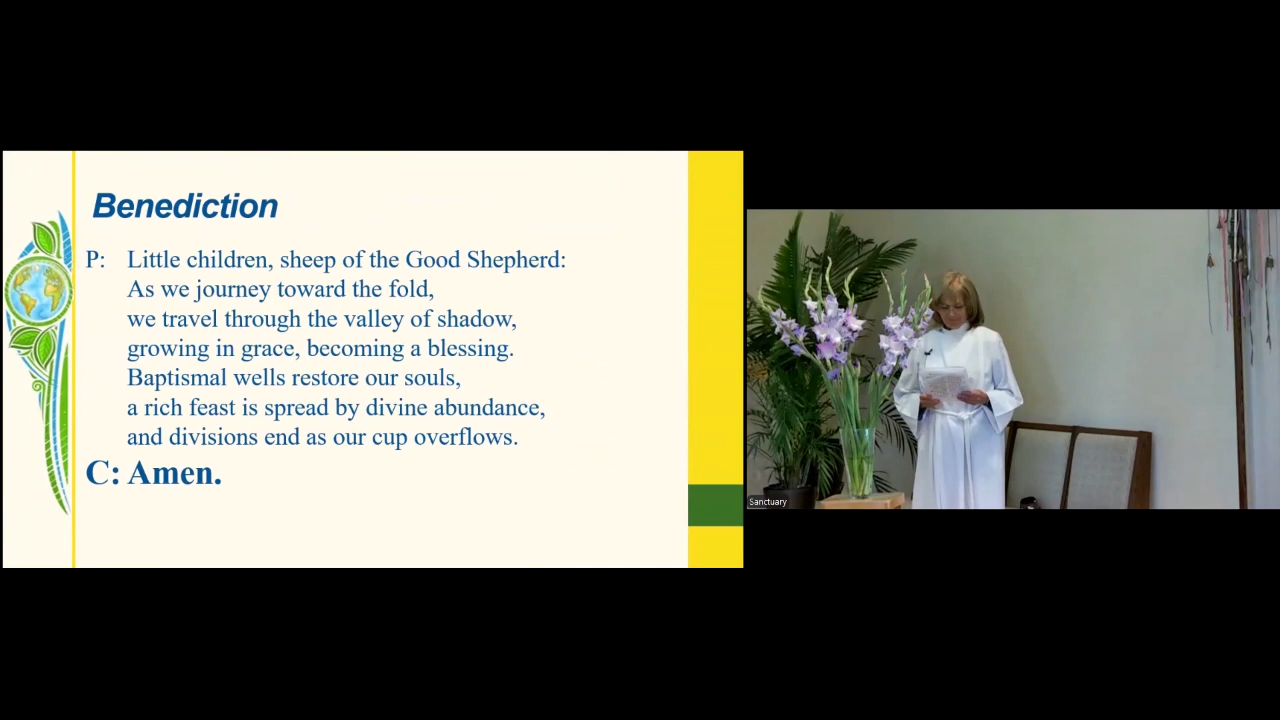 Benediction
P: Little children, sheep of the Good Shepherd:
As we journey toward the fold,
we travel through the valley of shadow,
growing in grace, becoming a blessing.
Baptismal wells restore our souls,
a rich feast is spread by divine abundance,
and divisions end as our cup overflows.
C: Amen.
Sanctuary